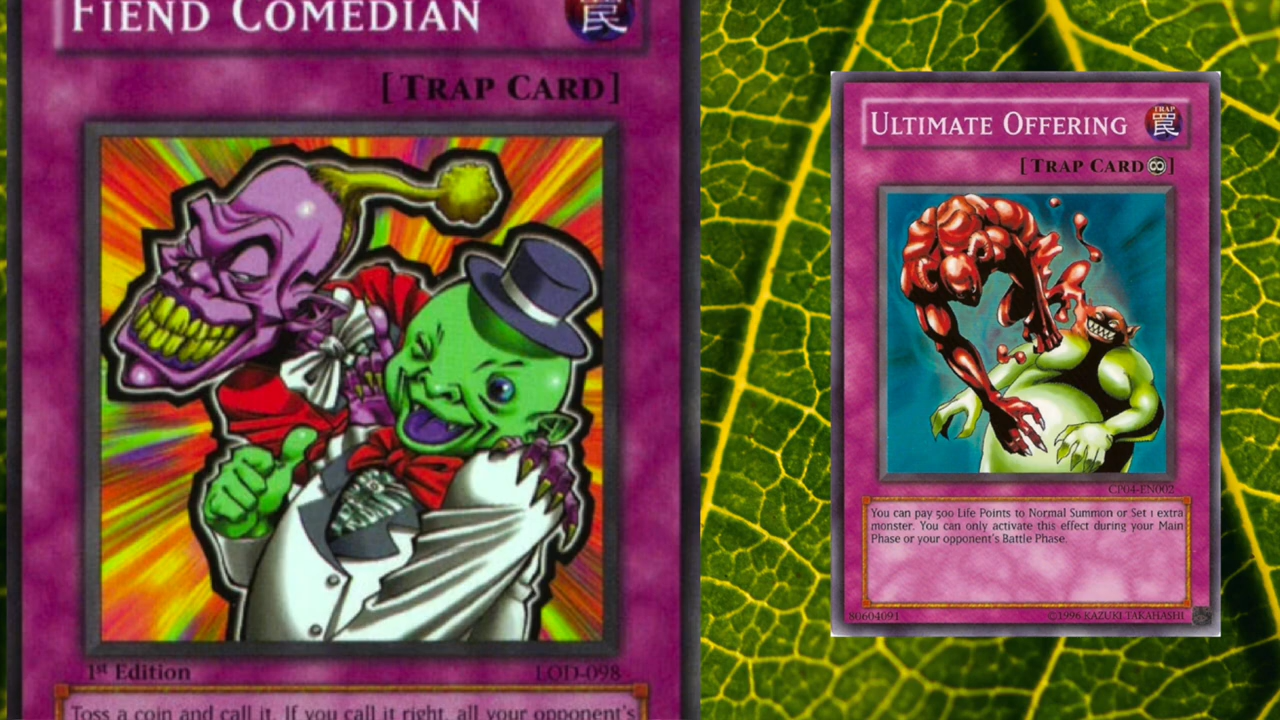 FIEND COMEDIAN
罠
[TRAP CARD]
1st Edition
LOD-098
Toss a coin and call it. If you call it right, all your opponent's
ULTIMATE OFFERING
TRAP
罠
[TRAP CARD∞]
CP04-EN002
You can pay 500 Life Points to Normal Summon or Set 1 extra
monster. You can only activate this effect during your Main
Phase or your opponent's Battle Phase.
80604091
©1996 KAZUKI TAKAHASHI